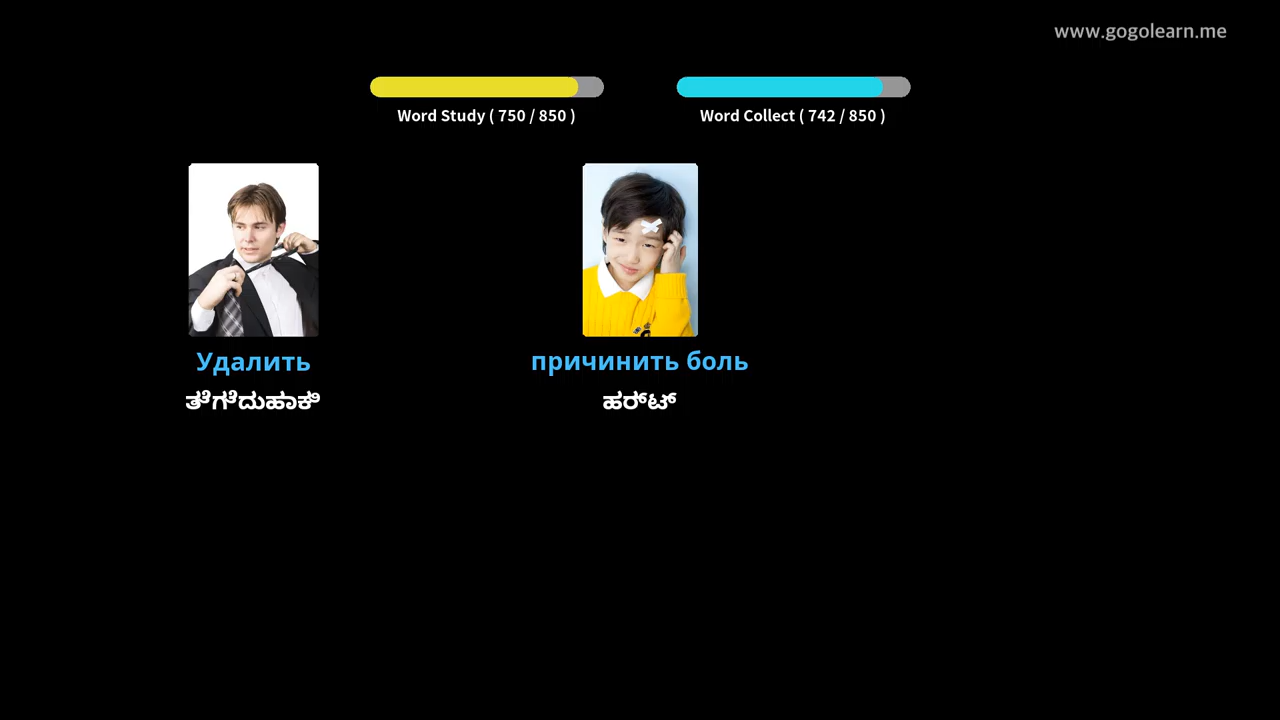 www.gogolearn.me
Word Study ( 750 / 850 )
Word Collect ( 742 / 850 )
Удалить
причинить боль
ತೆಗೆದುಹಾಕಿ
ಹರ್ಟ್